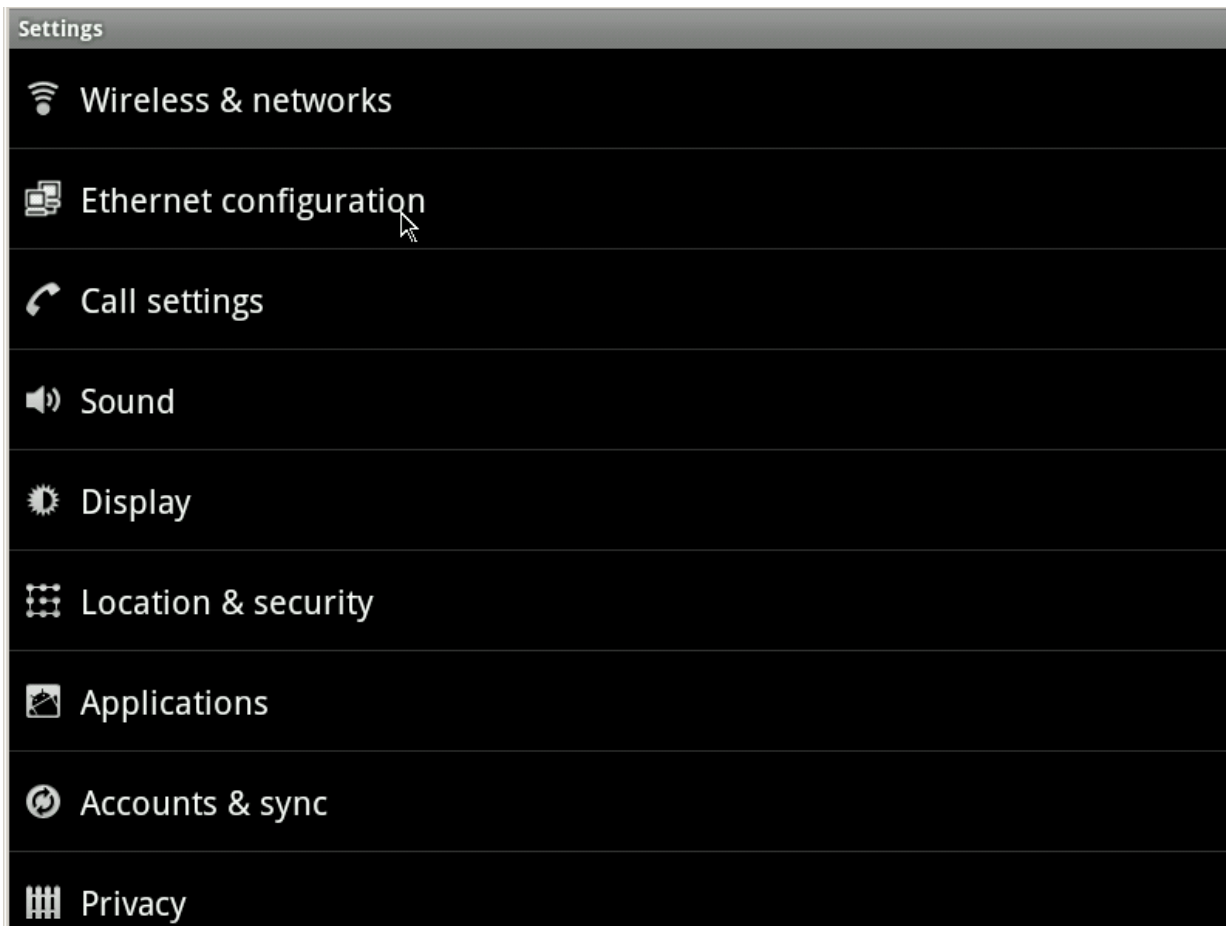 Settings
Wireless & networks
Ethernet configuration
Call settings
Sound
Display
Location & security
Applications
Accounts & sync
Privacy